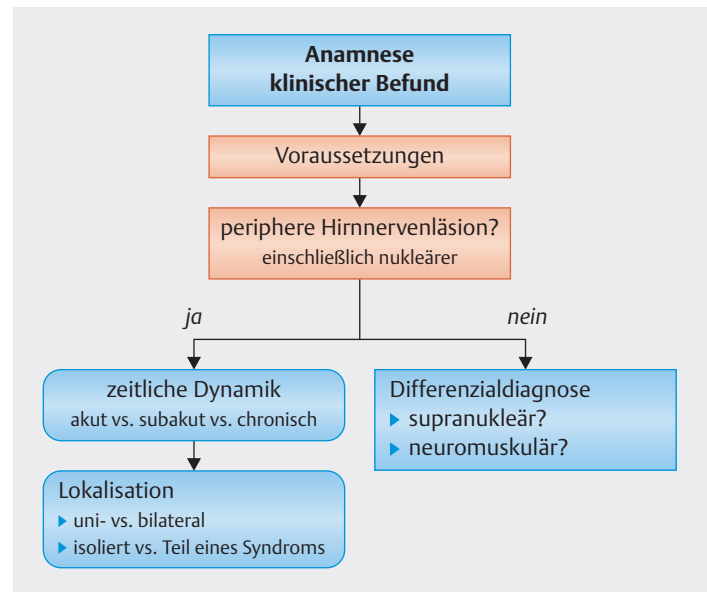 Anamnese
klinischer Befund
Voraussetzungen
periphere Hirnnervenläsion?
einschließlich nukleärer
ja
nein
zeitliche Dynamik
akut vs. subakut vs. chronisch
Differenzialdiagnose
▶ supranukleär?
▶ neuromuskulär?
Lokalisation
▶ uni- vs. bilateral
▶ isoliert vs. Teil eines Syndroms